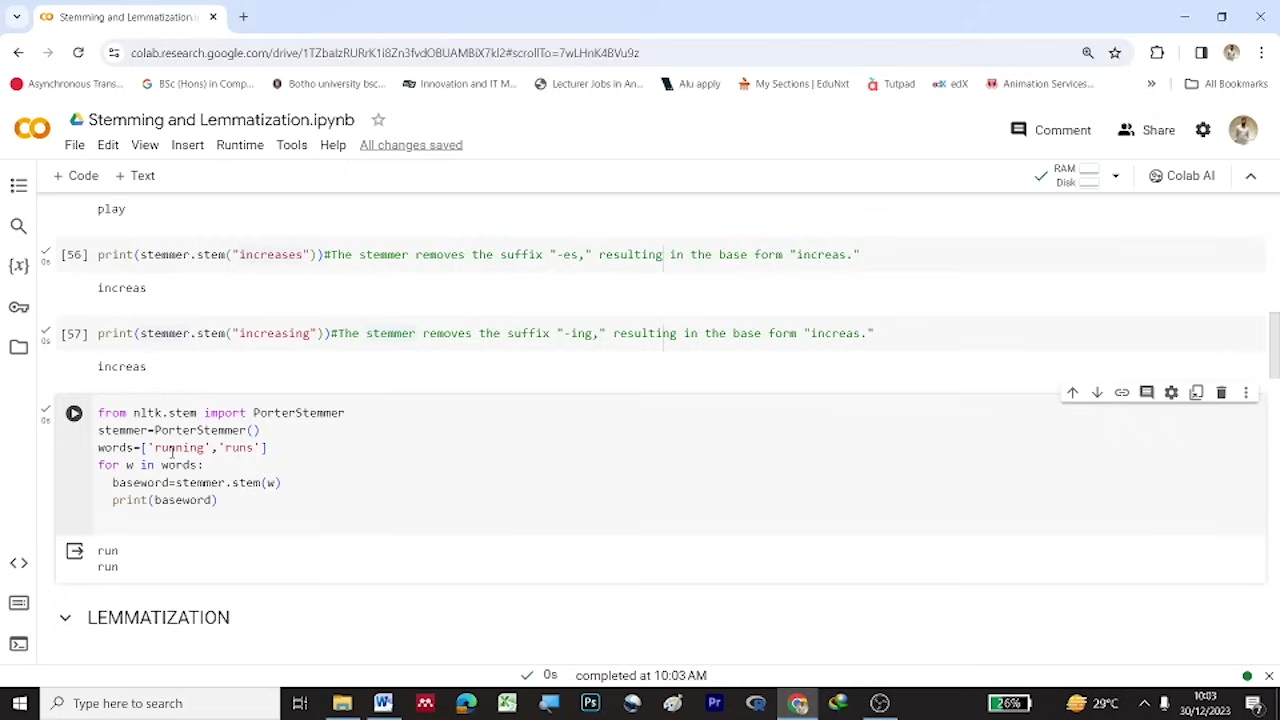 Stemming and Lemmatization.i
colab.research.google.com/drive/1TZbaIzRURrK1i8Zn3fvdOBUAMBiX7kl2#scrollTo=7wLHnK4BVu9z
Asynchronous Trans...
BSc (Hons) in Comp...
Botho university bsc...
Innovation and IT M...
Lecturer Jobs in An...
Alu apply
My Sections | EduNxt
Tutpad
edX edX
Animation Services...
»
All Bookmarks
CO
Stemming and Lemmatization.ipynb
Comment
Share
File Edit View Insert Runtime Tools Help All changes saved
+ Code + Text
RAM
Disk
Colab AI
play
[56] print(stemmer.stem("increases"))#The stemmer removes the suffix "-es," resulting in the base form "increas."
0s
increas
[57] print(stemmer.stem("increasing"))#The stemmer removes the suffix "-ing," resulting in the base form "increas."
0s
increas
from nltk.stem import PorterStemmer
0s
stemmer=PorterStemmer()
words=['running','runs']
for w in words:
baseword=stemmer.stem(w)
print(baseword)
run
run
LEMMATIZATION
0s completed at 10:03 AM
Type here to search
26%
29°C
10:03
30/12/2023